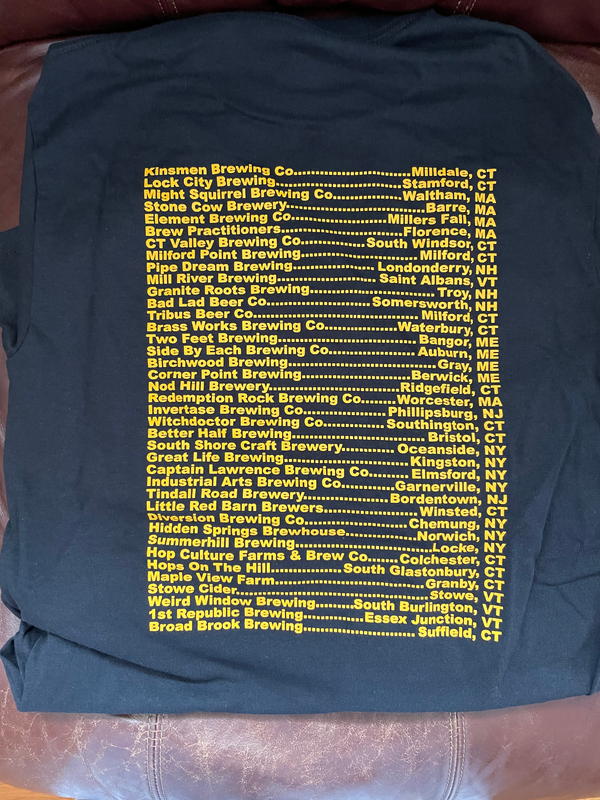 Kinsmen Brewing Co........................Milldale, CT
Lock City Brewing..........................Stamford, CT
Might Squirrel Brewing Co..............Waltham, MA
Stone Cow Brewery............................Barre, MA
Element Brewing Co...................Millers Fall, MA
Brew Practitioners.........................Florence, MA
CT Valley Brewing Co.............South Windsor, CT
Milford Point Brewing.........................Milford, CT
Pipe Dream Brewing.................Londonderry, NH
Mill River Brewing.....................Saint Albans, VT
Granite Roots Brewing..........................Troy, NH
Bad Lad Beer Co.....................Somersworth, NH
Tribus Beer Co.................................Milford, CT
Brass Works Brewing Co..............Waterbury, CT
Two Feet Brewing............................Bangor, ME
Side By Each Brewing Co..................Auburn, ME
Birchwood Brewing..............................Gray, ME
Corner Point Brewing.......................Berwick, ME
Nod Hill Brewery.........................Ridgefield, CT
Redemption Rock Brewing Co.......Worcester, MA
Invertase Brewing Co................Phillipsburg, NJ
Witchdoctor Brewing Co............Southington, CT
Better Half Brewing...........................Bristol, CT
South Shore Craft Brewery.......... Oceanside, NY
Great Life Brewing.........................Kingston, NY
Captain Lawrence Brewing Co..... Elmsford, NY
Industrial Arts Brewing Co..........Garnerville, NY
Tindall Road Brewery.................Bordentown, NJ
Little Red Barn Brewers...................Winsted, CT
Diversion Brewing Co....................Chemung, NY
Hidden Springs Brewhouse..............Norwich, NY
Summerhill Brewing...........................Locke, NY
Hop Culture Farms & Brew Co......Colchester, CT
Hops On The Hill..............South Glastonbury, CT
Maple View Farm..............................Granby, CT
Stowe Cider......................................Stowe, VT
Weird Window Brewing.......South Burlington, VT
1st Republic Brewing............Essex Junction, VT
Broad Brook Brewing....................... Suffield, CT